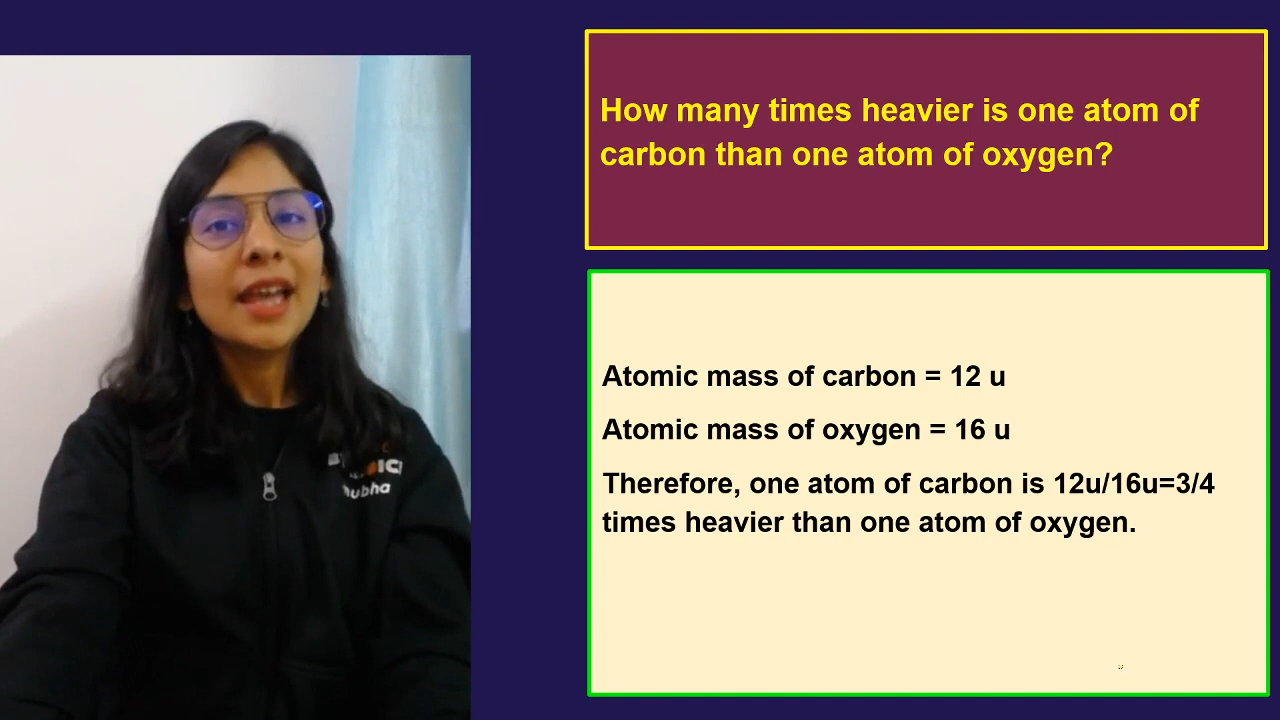 How many times heavier is one atom of
carbon than one atom of oxygen?
Atomic mass of carbon = 12 u
Atomic mass of oxygen = 16 u
Therefore, one atom of carbon is 12u/16u=3/4
times heavier than one atom of oxygen.